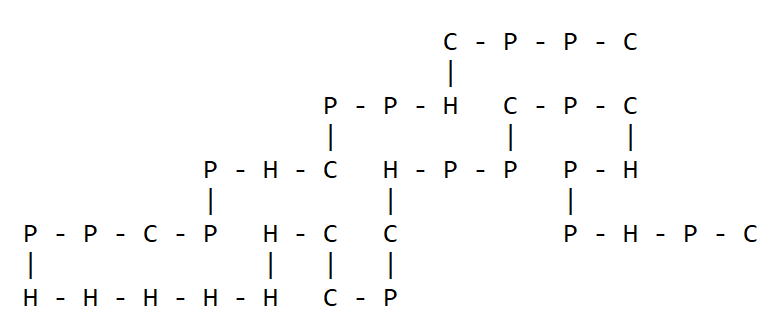 C - P - P - C
              |
          P - P - H   C - P - C
          |           |       |
      P - H - C   H - P - P   P - H
      |           |           |
P - P - C - P   H - C   C           P - H - P - C
|               |   |   |
H - H - H - H - H   C - P